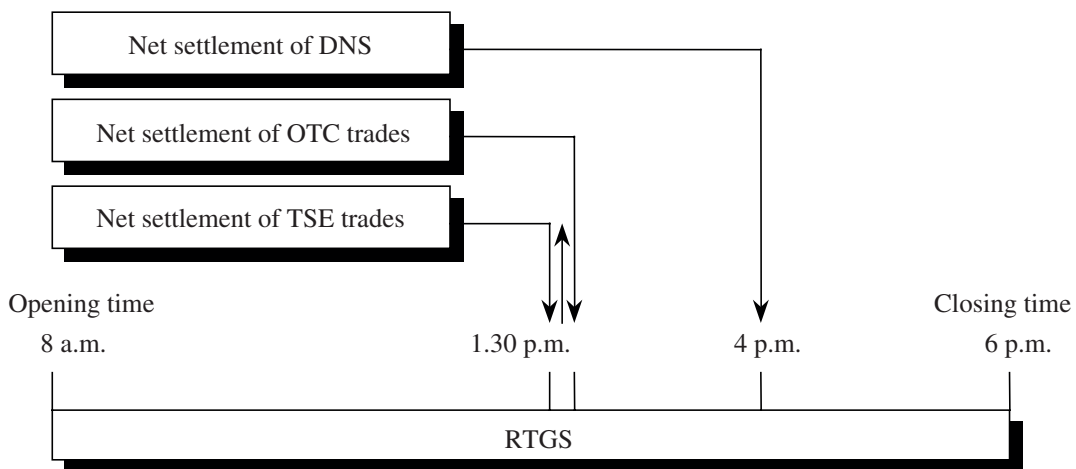 Net settlement of DNS
Net settlement of OTC trades
Net settlement of TSE trades
Opening time
Closing time
8 a.m.
1.30 p.m.
4 p.m.
6 p.m.
RTGS